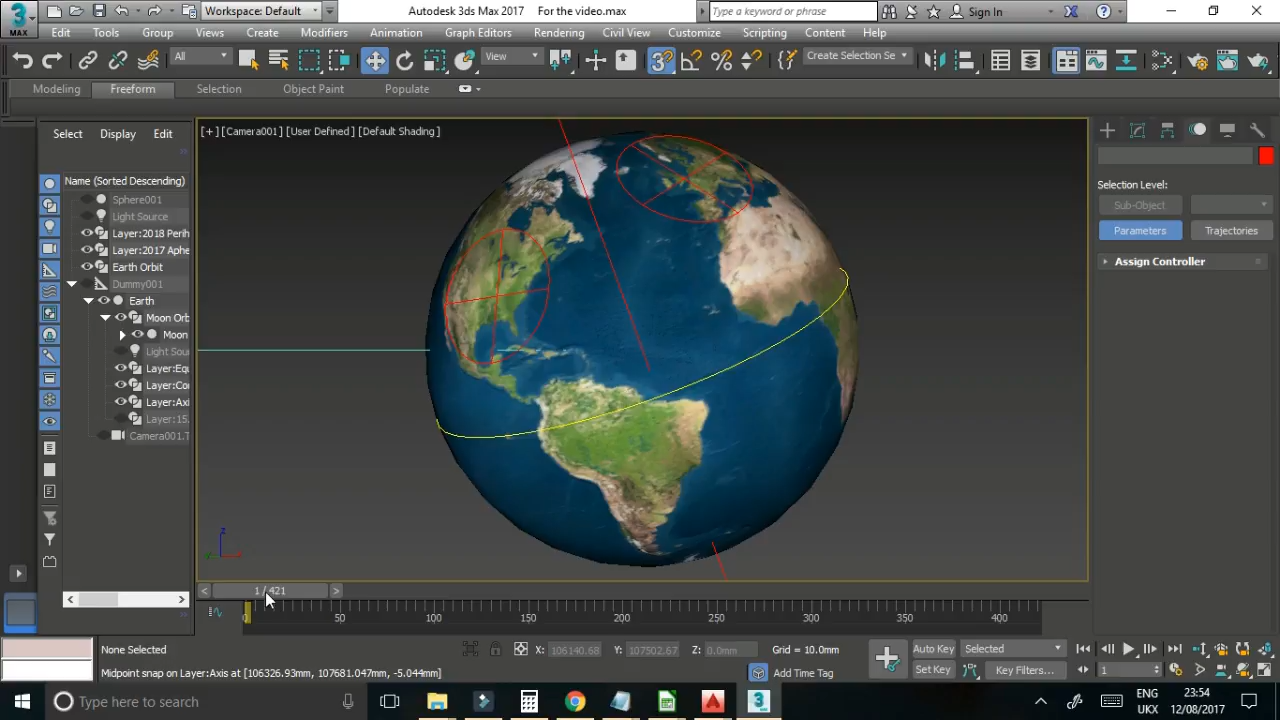 3 MAX
Workspace: Default
Autodesk 3ds Max 2017 For the video.max
Type a keyword or phrase
Sign In
Edit Tools Group Views Create Modifiers Animation Graph Editors Rendering Civil View Customize Scripting Content Help
All
View
3
Create Selection Se
Modeling Freeform Selection Object Paint Populate
Select Display Edit
[+] [Camera001] [User Defined] [Default Shading]
Name (Sorted Descending)
Sphere001
Light Source
Layer:2018 Perih
Layer:2017 Aphe
Earth Orbit
Dummy001
Earth
Moon Orb
Moon
Light Sou
Layer:Equ
Layer:Cou
Layer:Axi
Layer:15.
Camera001.T
Selection Level:
Sub-Object
Parameters Trajectories
Assign Controller
z
y
< 1 / 421 >
0 50 100 150 200 250 300 350 400
None Selected
X: 106140.68 Y: 107502.67 Z: 0.0mm Grid = 10.0mm
Auto Key Selected
Midpoint snap on Layer:Axis at [106326.93mm, 107681.047mm, -5.044mm]
Add Time Tag
Set Key Key Filters... 1
Type here to search
ENG
UKX
23:54
12/08/2017